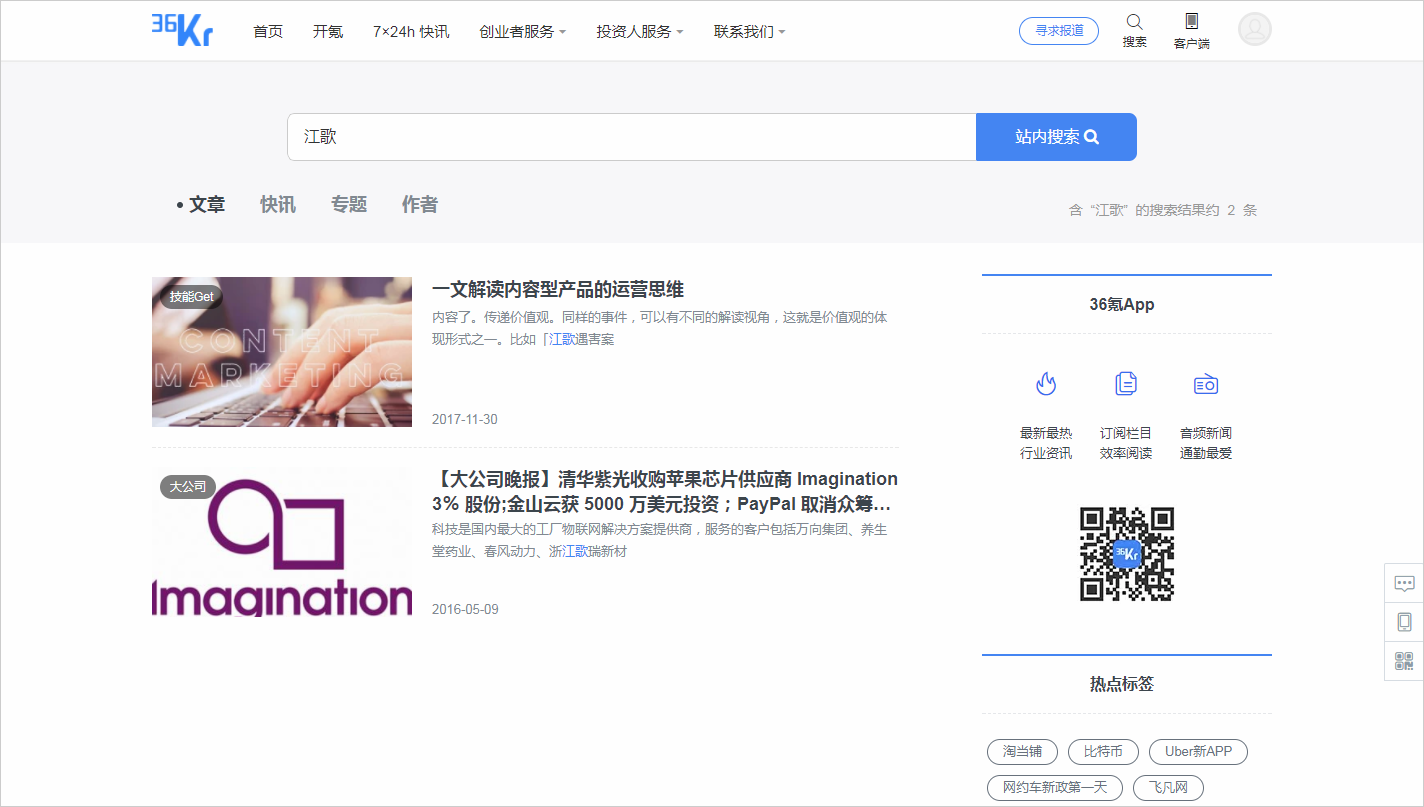 36Kr 首页 开氪 7×24h 快讯 创业者服务 投资人服务 联系我们 寻求报道 搜索 客户端
江歌 站内搜索
• 文章 快讯 专题 作者 含 “江歌” 的搜索结果约 2 条
技能Get
CONTENT
MARKETING
一文解读内容型产品的运营思维
内容了。传递价值观。同样的事件，可以有不同的解读视角，这就是价值观的体
现形式之一。比如「江歌遇害案
2017-11-30
大公司
Imagination
【大公司晚报】清华紫光收购苹果芯片供应商 Imagination
3% 股份;金山云获 5000 万美元投资；PayPal 取消众筹…
科技是国内最大的工厂物联网解决方案提供商，服务的客户包括万向集团、养生
堂药业、春风动力、浙江歌瑞新材
2016-05-09
36氪App
最新最热 订阅栏目 音频新闻
行业资讯 效率阅读 通勤最爱
36Kr
热点标签
淘当铺 比特币 Uber新APP
网约车新政第一天 飞凡网